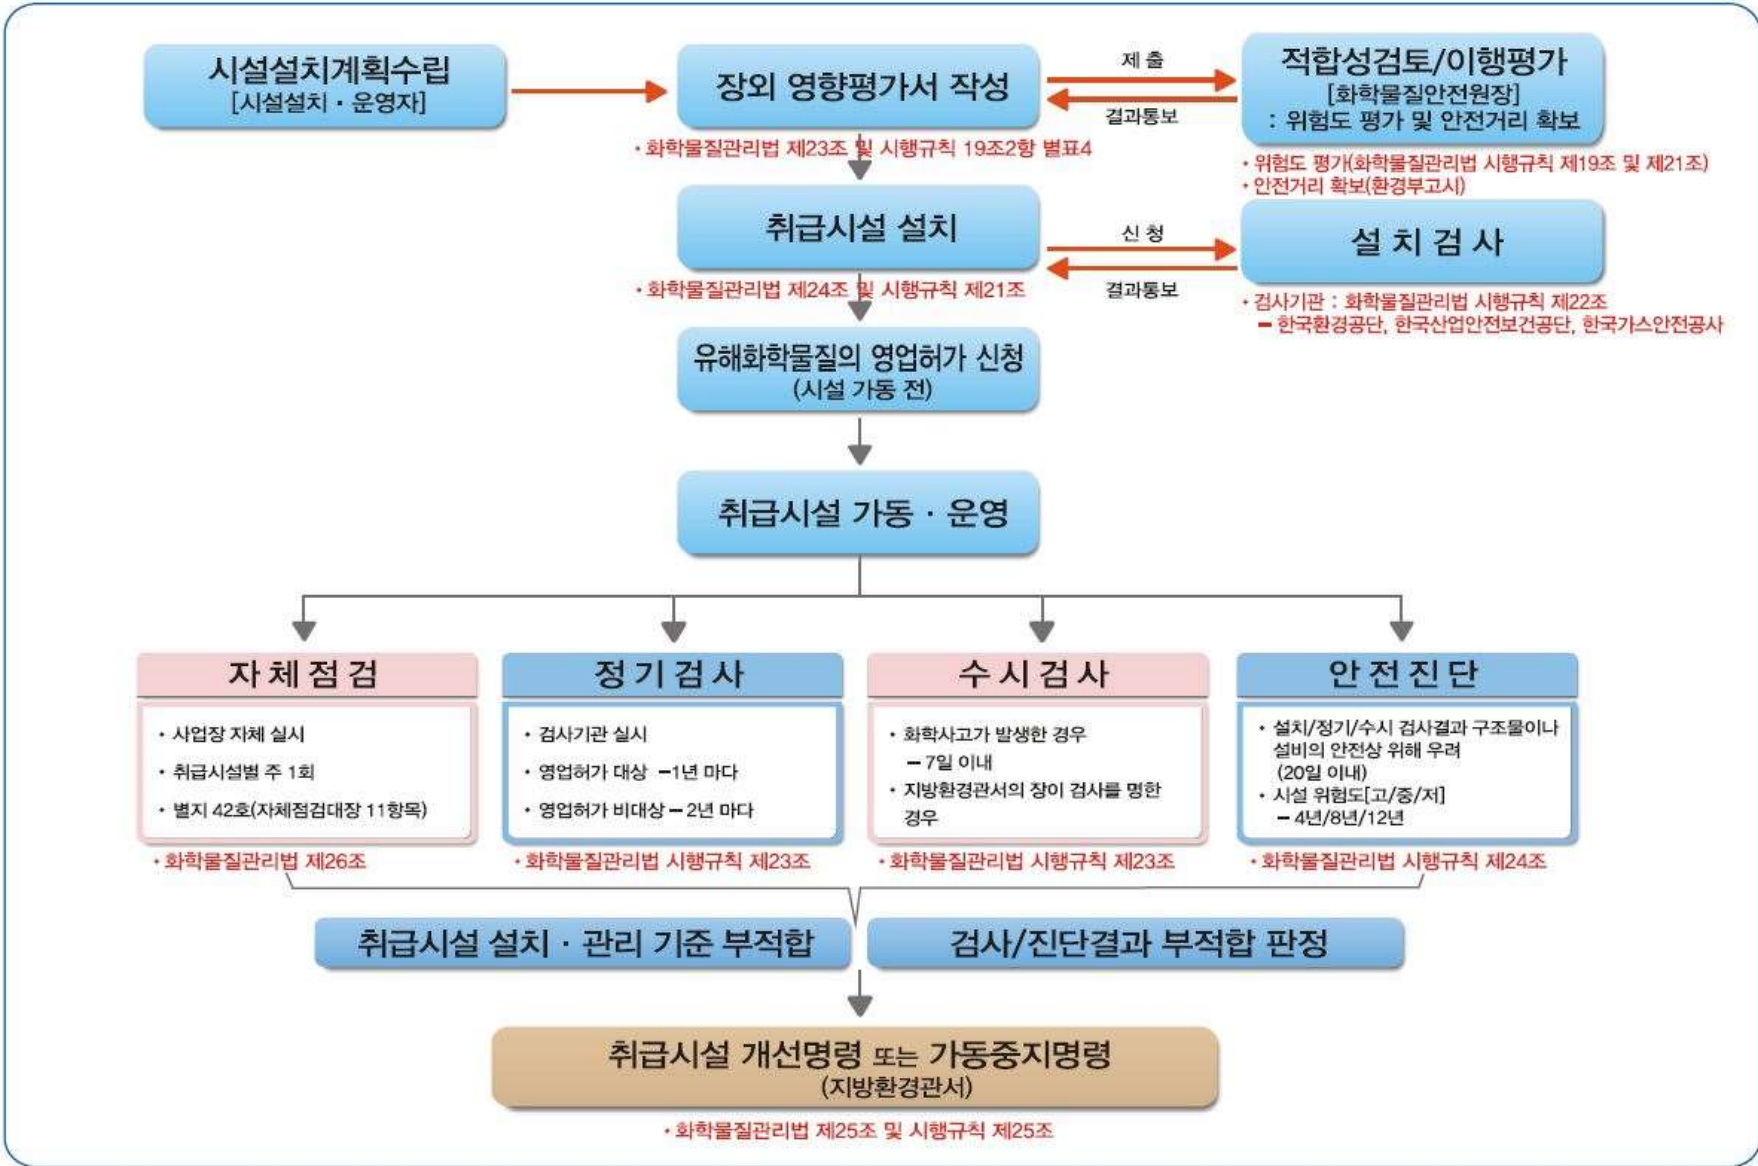 시설설치계획수립
[시설설치 · 운영자]
장외 영향평가서 작성
제 출
결과통보
적합성검토/이행평가
[화학물질안전원장]
: 위험도 평가 및 안전거리 확보
• 화학물질관리법 제23조 및 시행규칙 19조2항 별표4
• 위험도 평가(화학물질관리법 시행규칙 제19조 및 제21조)
• 안전거리 확보(환경부고시)
취급시설 설치
신 청
결과통보
설 치 검 사
• 화학물질관리법 제24조 및 시행규칙 제21조
• 검사기관 : 화학물질관리법 시행규칙 제22조
– 한국환경공단, 한국산업안전보건공단, 한국가스안전공사
유해화학물질의 영업허가 신청
(시설 가동 전)
취급시설 가동 · 운영
자 체 점 검
• 사업장 자체 실시
• 취급시설별 주 1회
• 별지 42호(자체점검대장 11항목)
• 화학물질관리법 제26조
정 기 검 사
• 검사기관 실시
• 영업허가 대상 –1년 마다
• 영업허가 비대상 – 2년 마다
• 화학물질관리법 시행규칙 제23조
수 시 검 사
• 화학사고가 발생한 경우
– 7일 이내
• 지방환경관서의 장이 검사를 명한
경우
• 화학물질관리법 시행규칙 제23조
안 전 진 단
• 설치/정기/수시 검사결과 구조물이나
설비의 안전상 위해 우려
(20일 이내)
• 시설 위험도[고/중/저]
– 4년/8년/12년
• 화학물질관리법 시행규칙 제24조
취급시설 설치 · 관리 기준 부적합
검사/진단결과 부적합 판정
취급시설 개선명령 또는 가동중지명령
(지방환경관서)
• 화학물질관리법 제25조 및 시행규칙 제25조